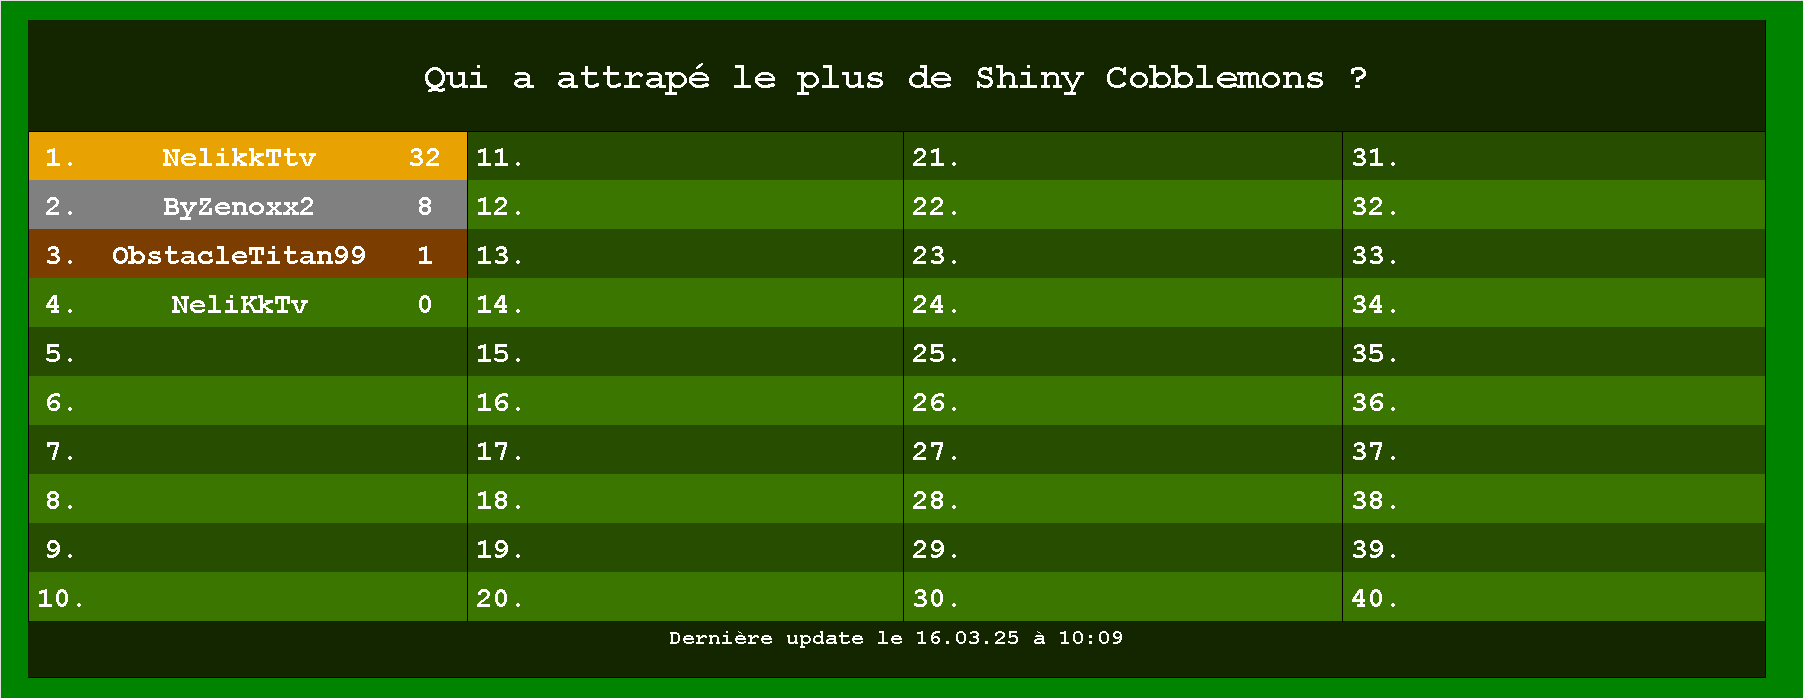 Qui a attrapé le plus de Shiny Cobblemons ?
1. NelikkTtv 32 11. 21. 31.
2. ByZenoxx2 8 12. 22. 32.
3. ObstacleTitan99 1 13. 23. 33.
4. NeliKkTv 0 14. 24. 34.
5. 15. 25. 35.
6. 16. 26. 36.
7. 17. 27. 37.
8. 18. 28. 38.
9. 19. 29. 39.
10. 20. 30. 40.
Dernière update le 16.03.25 à 10:09